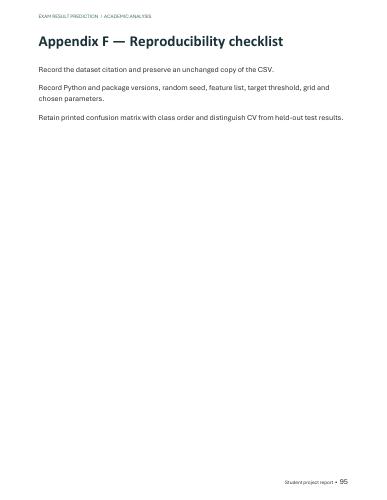 EXAM RESULT PREDICTION | ACADEMIC ANALYSIS
Appendix F — Reproducibility checklist
Record the dataset citation and preserve an unchanged copy of the CSV.
Record Python and package versions, random seed, feature list, target threshold, grid and
chosen parameters.
Retain printed confusion matrix with class order and distinguish CV from held-out test results.
Student project report • 95